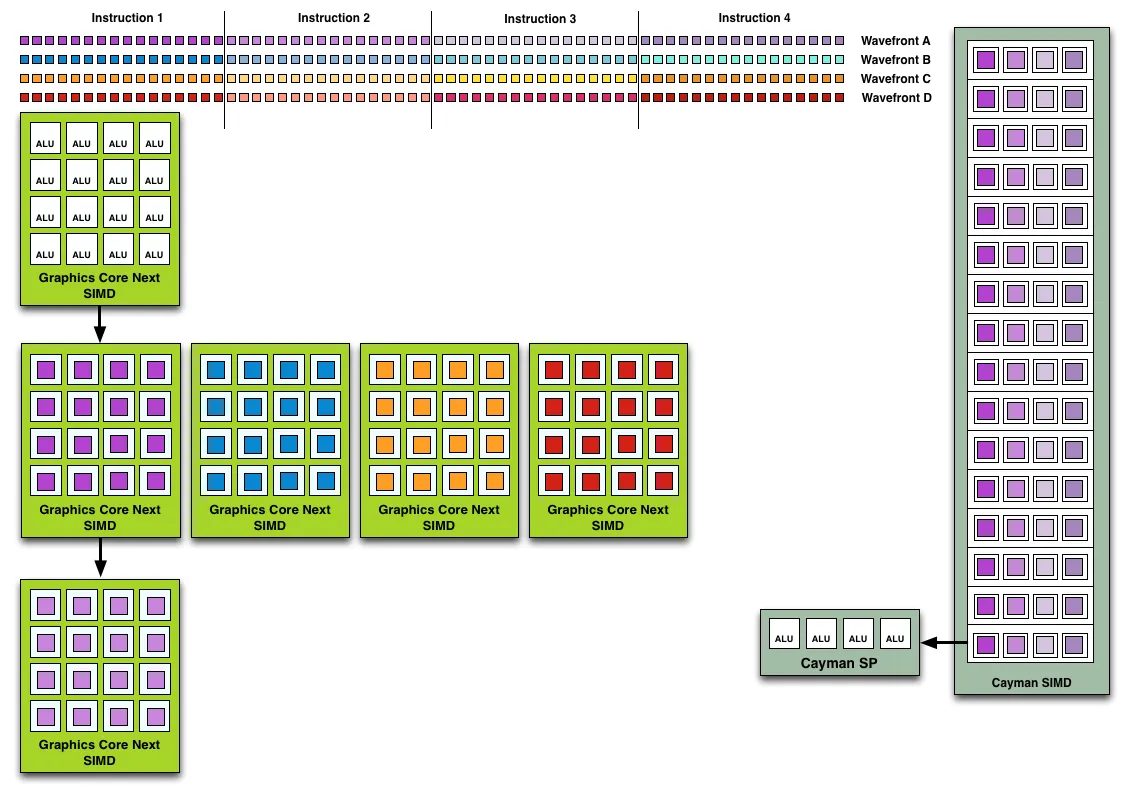 Instruction 1
Instruction 2
Instruction 3
Instruction 4
Wavefront A
Wavefront B
Wavefront C
Wavefront D
ALU ALU ALU ALU
ALU ALU ALU ALU
ALU ALU ALU ALU
ALU ALU ALU ALU
Graphics Core Next
SIMD
Graphics Core Next
SIMD
Graphics Core Next
SIMD
Graphics Core Next
SIMD
Graphics Core Next
SIMD
Graphics Core Next
SIMD
ALU ALU ALU ALU
Cayman SP
Cayman SIMD